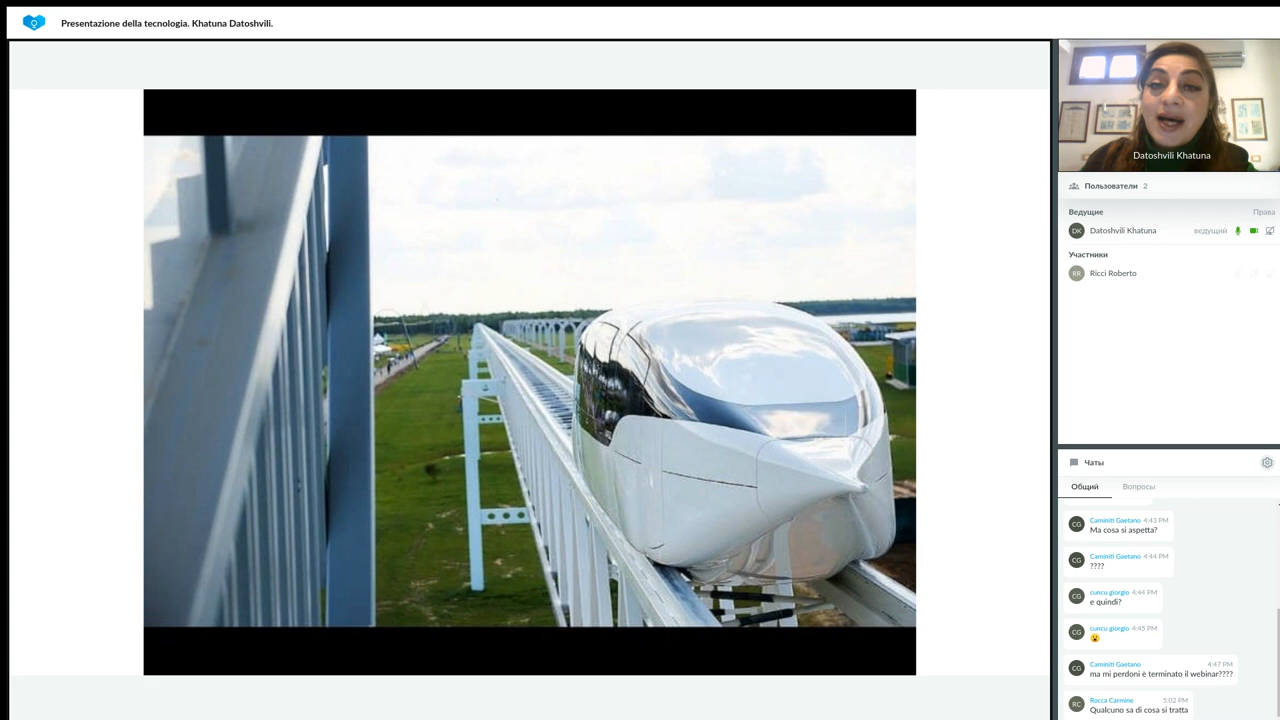 Presentazione della tecnologia. Khatuna Datoshvili.
Datoshvili Khatuna
Пользователи 2
Ведущие Права
DK Datoshvili Khatuna ведущий
Участники
RR Ricci Roberto
Чаты
Общий Вопросы
CG Caminiti Gaetano 4:43 PM
Ma cosa si aspetta?
CG Caminiti Gaetano 4:44 PM
????
CG cuncu giorgio 4:44 PM
e quindi?
CG cuncu giorgio 4:45 PM
😮
CG Caminiti Gaetano 4:47 PM
ma mi perdoni è terminato il webinar????
RC Rocca Carmine 5:02 PM
Qualcuno sa di cosa si tratta